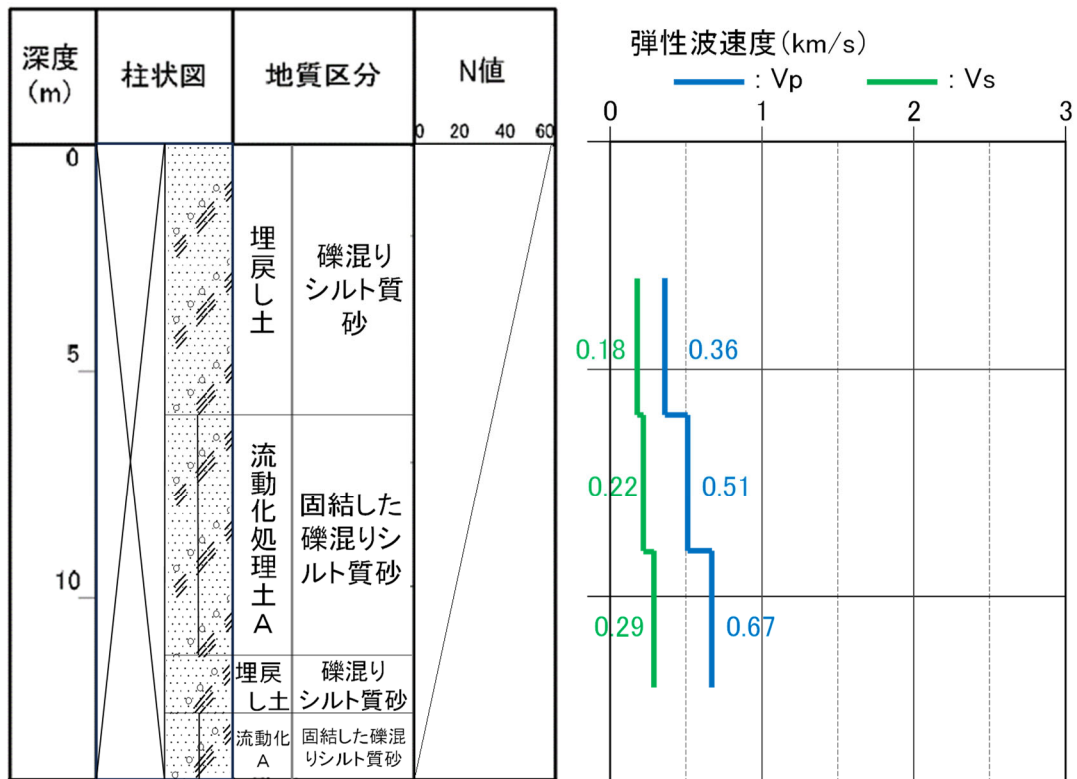 深度
(m)
柱状図
地質区分
N値
0 20 40 60
0
5
10
埋戻し土
礫混り
シルト質
砂
流動化処理土A
固結した
礫混りシ
ルト質砂
埋戻
し土
礫混り
シルト質砂
流動化
A
固結した礫混
りシルト質砂
弾性波速度(km/s)
: Vp : Vs
0 1 2 3
0.18 0.36
0.22 0.51
0.29 0.67